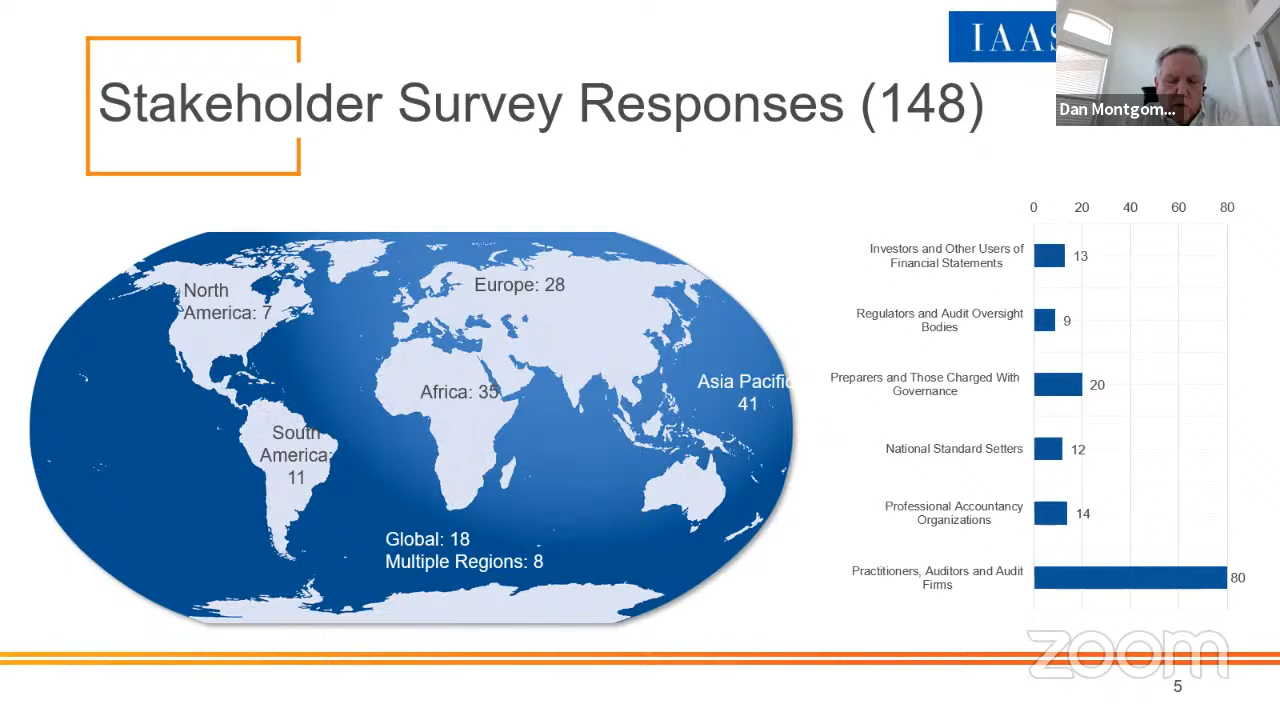 IAAS
Dan Montgom...
Stakeholder Survey Responses (148)
North
America: 7
Europe: 28
Africa: 35
Asia Pacific
41
South
America:
11
Global: 18
Multiple Regions: 8
0 20 40 60 80
Investors and Other Users of
Financial Statements
13
Regulators and Audit Oversight
Bodies
9
Preparers and Those Charged With
Governance
20
National Standard Setters
12
Professional Accountancy
Organizations
14
Practitioners, Auditors and Audit
Firms
80
zoom
5